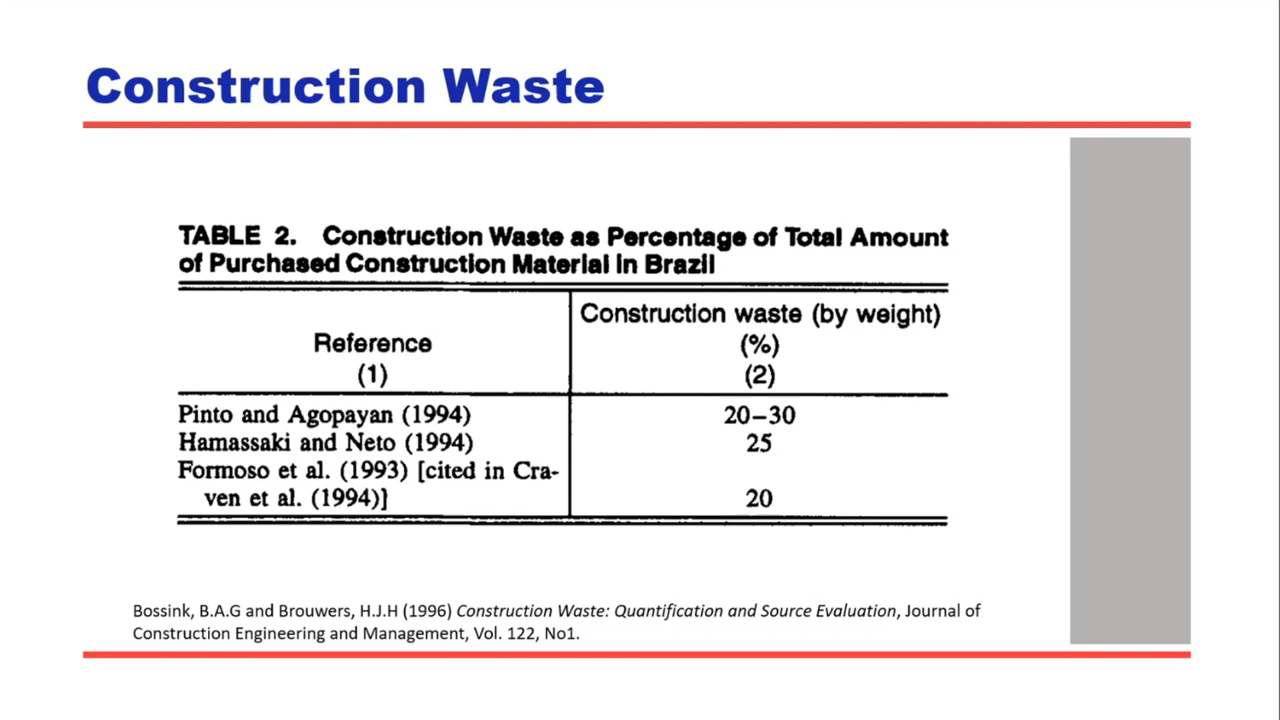 Construction Waste
TABLE 2. Construction Waste as Percentage of Total Amount
of Purchased Construction Material in Brazil
Construction waste (by weight)
Reference
(%)
(1)
(2)
Pinto and Agopayan (1994)
20–30
Hamassaki and Neto (1994)
25
Formoso et al. (1993) [cited in Cra-
ven et al. (1994)]
20
Bossink, B.A.G and Brouwers, H.J.H (1996) Construction Waste: Quantification and Source Evaluation, Journal of
Construction Engineering and Management, Vol. 122, No1.